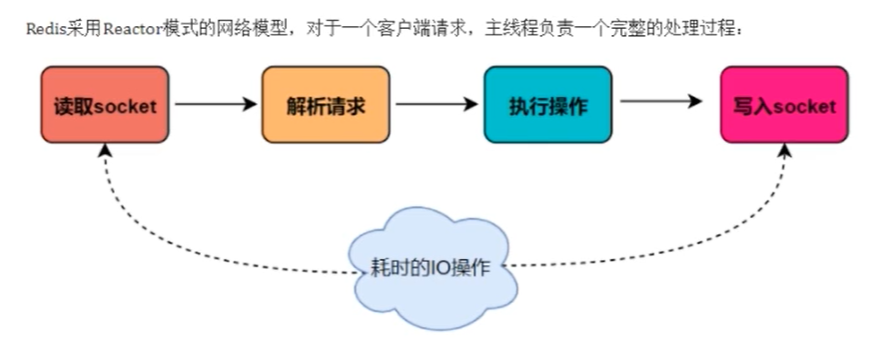 Redis采用Reactor模式的网络模型，对于一个客户端请求，主线程负责一个完整的处理过程：
读取socket
解析请求
执行操作
写入socket
耗时的IO操作